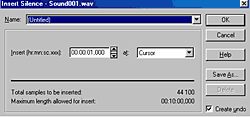 Insert Silence - Sound001.wav
Name: (Untitled) OK
Cancel
Insert (hr:mn:sc.xxx): 00:00:01,000 at: Cursor Help
Save As...
Delete
Total samples to be inserted: 44 100
Maximum length allowed for insert: 00:10:00,000
Create undo